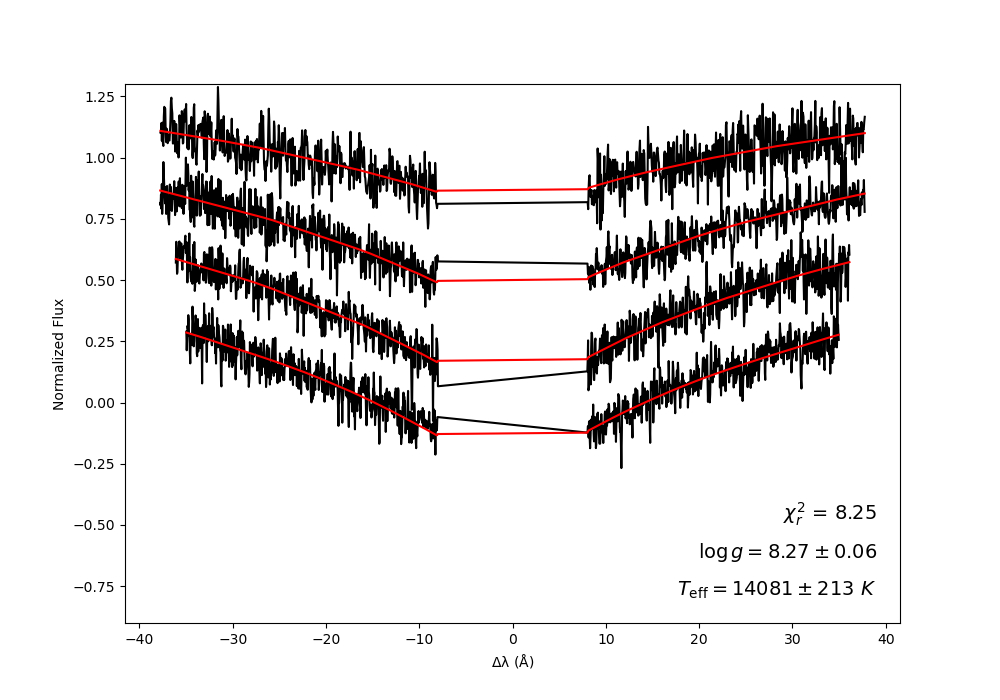 1.25
1.00
0.75
0.50
0.25
0.00
−0.25
−0.50
−0.75
Normalized Flux
χ²ᵣ = 8.25
log g = 8.27 ± 0.06
T_eff = 14081 ± 213 K
−40 −30 −20 −10 0 10 20 30 40
Δλ (Å)